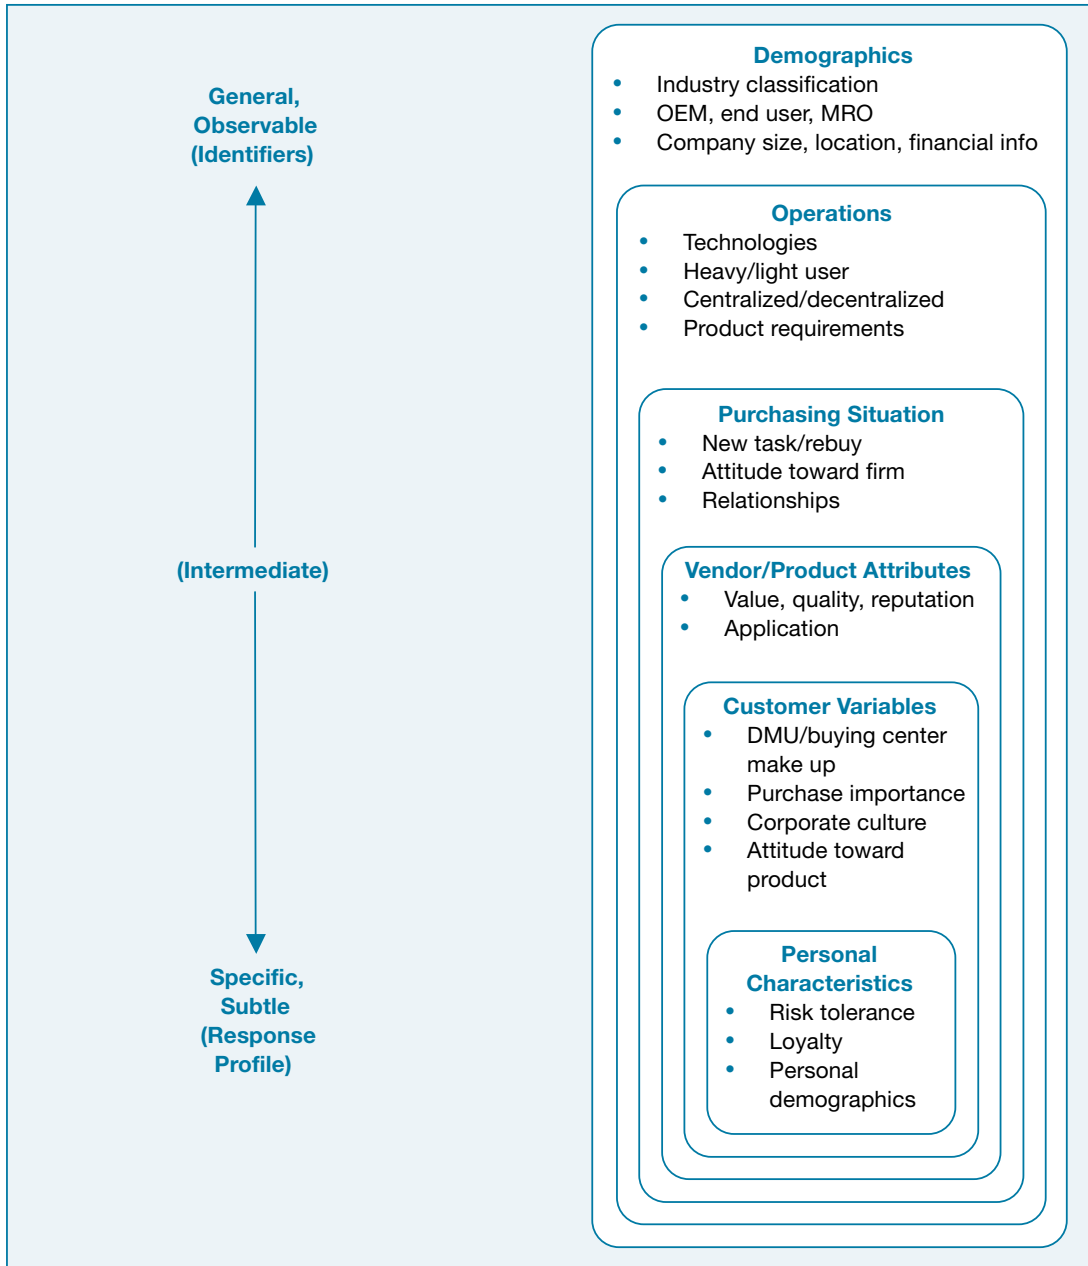 General,
Observable
(Identifiers)
(Intermediate)
Specific,
Subtle
(Response
Profile)
Demographics
• Industry classification
• OEM, end user, MRO
• Company size, location, financial info
Operations
• Technologies
• Heavy/light user
• Centralized/decentralized
• Product requirements
Purchasing Situation
• New task/rebuy
• Attitude toward firm
• Relationships
Vendor/Product Attributes
• Value, quality, reputation
• Application
Customer Variables
• DMU/buying center
make up
• Purchase importance
• Corporate culture
• Attitude toward
product
Personal
Characteristics
• Risk tolerance
• Loyalty
• Personal
demographics